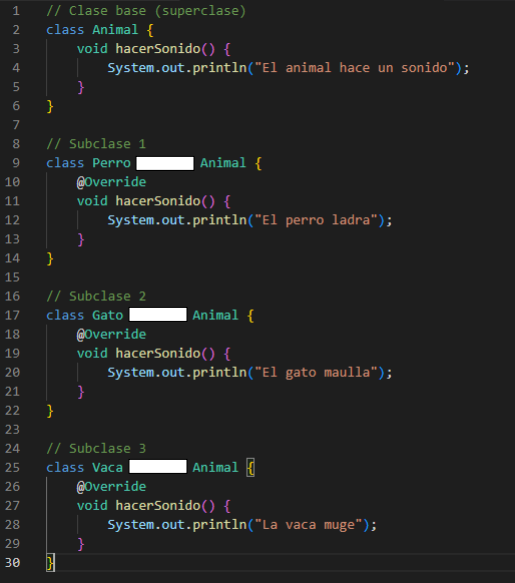 1 // Clase base (superclase)
2 class Animal {
3 void hacerSonido() {
4 System.out.println("El animal hace un sonido");
5 }
6 }
7
8 // Subclase 1
9 class Perro Animal {
10 @Override
11 void hacerSonido() {
12 System.out.println("El perro ladra");
13 }
14 }
15
16 // Subclase 2
17 class Gato Animal {
18 @Override
19 void hacerSonido() {
20 System.out.println("El gato maulla");
21 }
22 }
23
24 // Subclase 3
25 class Vaca Animal {
26 @Override
27 void hacerSonido() {
28 System.out.println("La vaca muge");
29 }
30 }